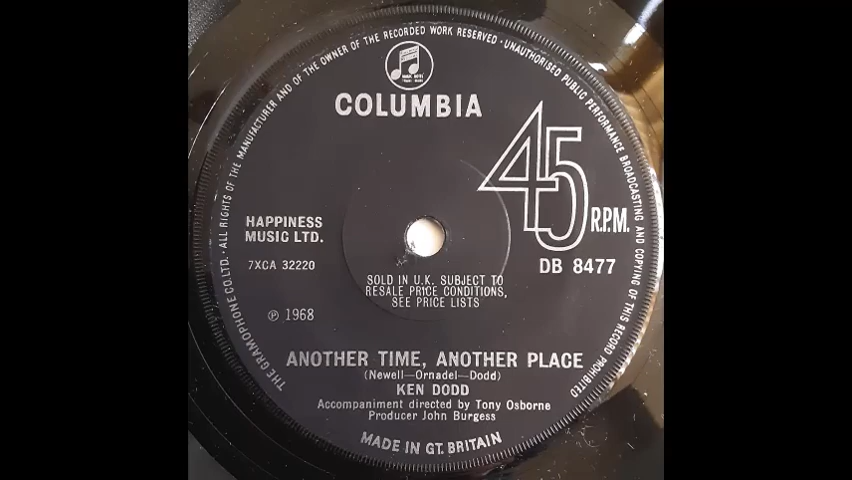 THE GRAMOPHONE CO. LTD. · ALL RIGHTS OF THE MANUFACTURER AND OF THE OWNER OF THE RECORDED WORK RESERVED · UNAUTHORISED PUBLIC PERFORMANCE BROADCASTING AND COPYING OF THIS RECORD PROHIBITED
COLUMBIA
45 R.P.M.
HAPPINESS
MUSIC LTD.
7XCA 32220
DB 8477
SOLD IN U.K. SUBJECT TO
RESALE PRICE CONDITIONS,
SEE PRICE LISTS
℗ 1968
ANOTHER TIME, ANOTHER PLACE
(Newell—Ornadel—Dodd)
KEN DODD
Accompaniment directed by Tony Osborne
Producer John Burgess
MADE IN GT. BRITAIN